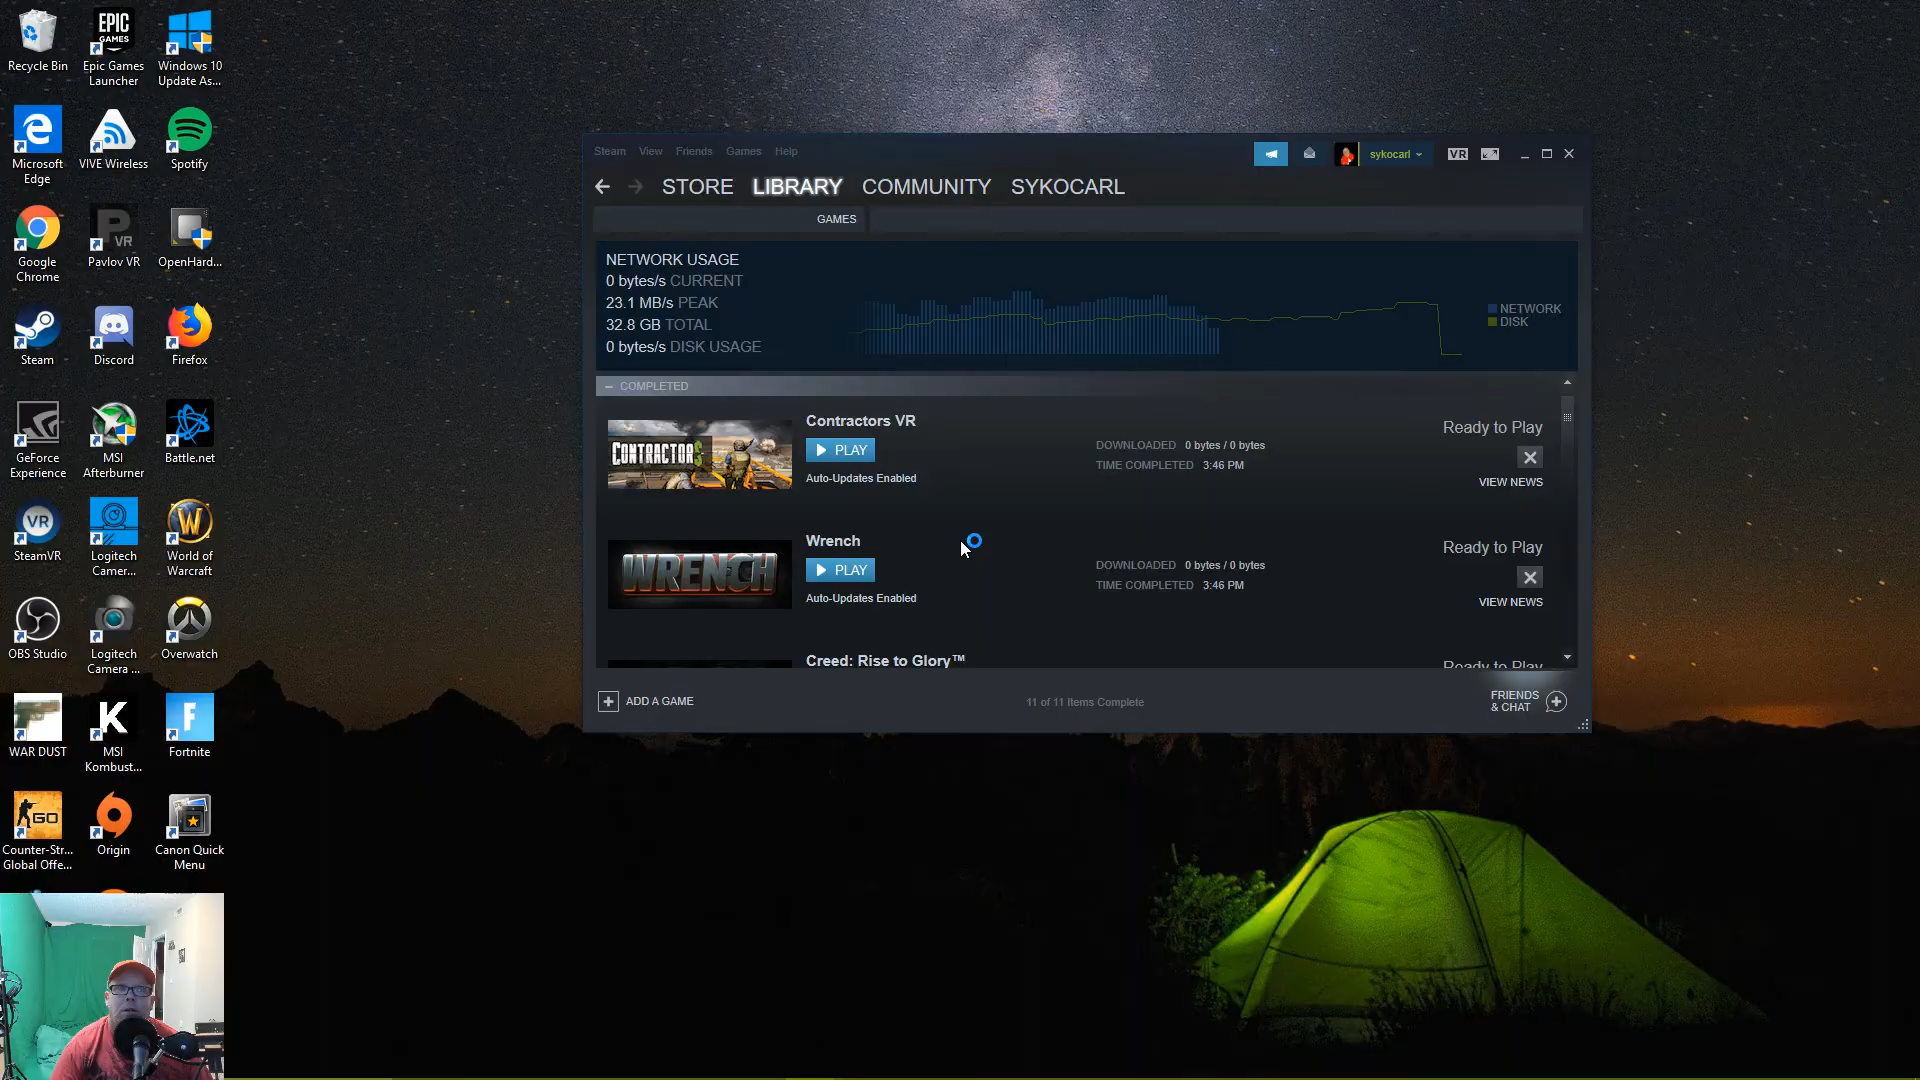 Recycle Bin
EPIC GAMES
Epic Games Launcher
Windows 10 Update As...
Microsoft Edge
VIVE Wireless
Spotify
Google Chrome
VR
Pavlov VR
OpenHard...
Steam
Discord
Firefox
GeForce Experience
MSI Afterburner
Battle.net
VR
SteamVR
Logitech Camer...
World of Warcraft
OBS Studio
Logitech Camera ...
Overwatch
WAR DUST
MSI Kombust...
Fortnite
GO
Counter-Str... Global Offe...
Origin
Canon Quick Menu
Steam View Friends Games Help
sykocarl
VR
STORE LIBRARY COMMUNITY SYKOCARL
GAMES
NETWORK USAGE
0 bytes/s CURRENT
23.1 MB/s PEAK
32.8 GB TOTAL
0 bytes/s DISK USAGE
NETWORK
DISK
COMPLETED
CONTRACTORS
Contractors VR
PLAY
Auto-Updates Enabled
DOWNLOADED 0 bytes / 0 bytes
TIME COMPLETED 3:46 PM
Ready to Play
VIEW NEWS
WRENCH
Wrench
PLAY
Auto-Updates Enabled
DOWNLOADED 0 bytes / 0 bytes
TIME COMPLETED 3:46 PM
Ready to Play
VIEW NEWS
Creed: Rise to Glory™
Ready to Play
ADD A GAME
11 of 11 Items Complete
FRIENDS & CHAT